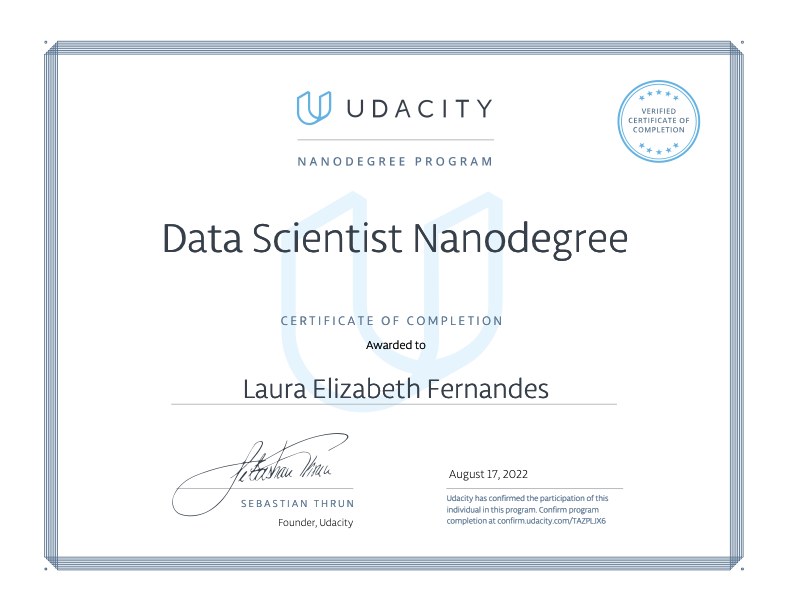 UDACITY
VERIFIED
CERTIFICATE OF
COMPLETION
NANODEGREE PROGRAM
Data Scientist Nanodegree
CERTIFICATE OF COMPLETION
Awarded to
Laura Elizabeth Fernandes
Sebastian Thrun
SEBASTIAN THRUN
Founder, Udacity
August 17, 2022
Udacity has confirmed the participation of this
individual in this program. Confirm program
completion at confirm.udacity.com/TAZPLJX6